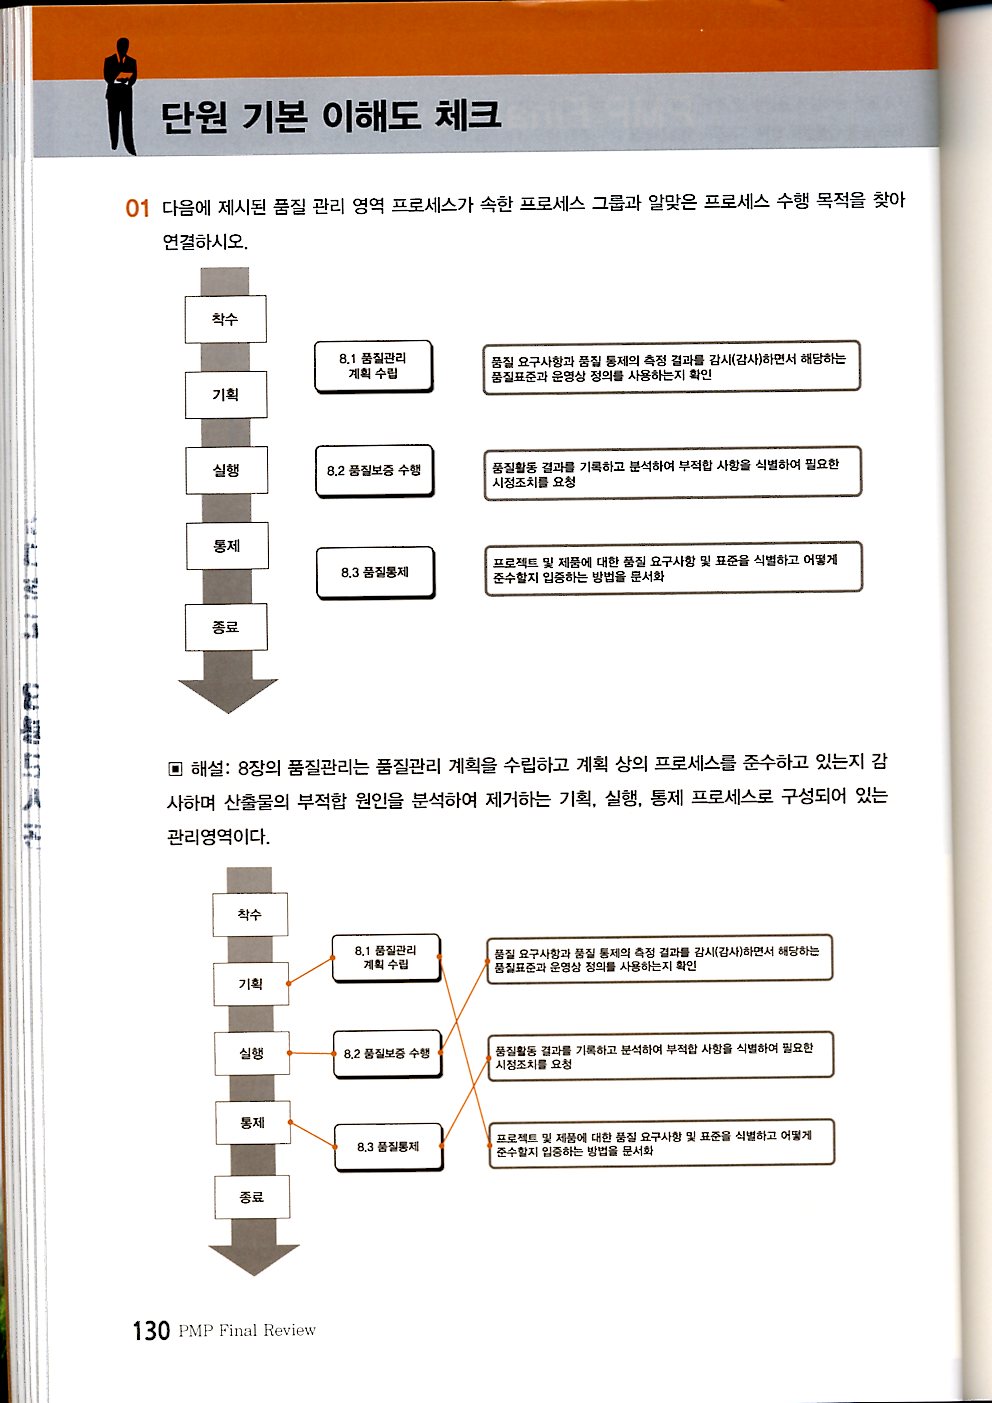 단원 기본 이해도 체크
01 다음에 제시된 품질 관리 영역 프로세스가 속한 프로세스 그룹과 알맞은 프로세스 수행 목적을 찾아
연결하시오.
착수
기획
실행
통제
종료
8.1 품질관리
계획 수립
8.2 품질보증 수행
8.3 품질통제
품질 요구사항과 품질 통제의 측정 결과를 감시(감사)하면서 해당하는
품질표준과 운영상 정의를 사용하는지 확인
품질활동 결과를 기록하고 분석하여 부적합 사항을 식별하여 필요한
시정조치를 요청
프로젝트 및 제품에 대한 품질 요구사항 및 표준을 식별하고 어떻게
준수할지 입증하는 방법을 문서화
▣ 해설: 8장의 품질관리는 품질관리 계획을 수립하고 계획 상의 프로세스를 준수하고 있는지 감
사하며 산출물의 부적합 원인을 분석하여 제거하는 기획, 실행, 통제 프로세스로 구성되어 있는
관리영역이다.
착수
기획
실행
통제
종료
8.1 품질관리
계획 수립
8.2 품질보증 수행
8.3 품질통제
품질 요구사항과 품질 통제의 측정 결과를 감시(감사)하면서 해당하는
품질표준과 운영상 정의를 사용하는지 확인
품질활동 결과를 기록하고 분석하여 부적합 사항을 식별하여 필요한
시정조치를 요청
프로젝트 및 제품에 대한 품질 요구사항 및 표준을 식별하고 어떻게
준수할지 입증하는 방법을 문서화
130 PMP Final Review